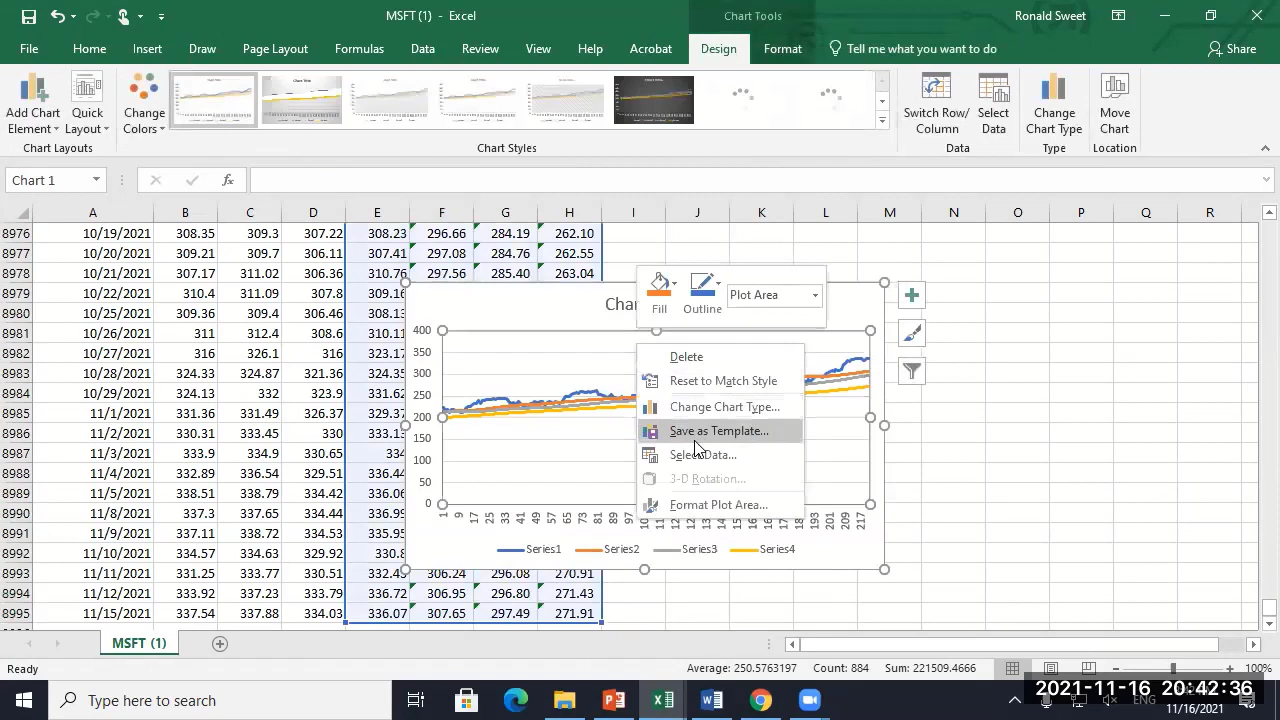 MSFT (1) - Excel
Chart Tools
Ronald Sweet
File Home Insert Draw Page Layout Formulas Data Review View Help Acrobat Design Format Tell me what you want to do Share
Add Chart Element
Quick Layout
Change Colors
Switch Row/ Column
Select Data
Change Chart Type
Move Chart
Chart Layouts Chart Styles Data Type Location
Chart 1 fx
A B C D E F G H I J K L M N O P Q R
8976 10/19/2021 308.35 309.3 307.22 308.23 296.66 284.19 262.10
8977 10/20/2021 309.21 309.7 306.11 307.41 297.08 284.76 262.55
8978 10/21/2021 307.17 311.02 306.36 310.76 297.56 285.40 263.04
8979 10/22/2021 310.4 311.09 307.8 309.16
8980 10/25/2021 309.36 309.4 306.46 308.13
8981 10/26/2021 311 312.4 308.6 310.11
8982 10/27/2021 316 326.1 316 323.17
8983 10/28/2021 324.33 324.87 321.36 324.35
8984 10/29/2021 324.13 332 323.9 331.62
8985 11/1/2021 331.36 331.49 326.37 329.37
8986 11/2/2021 330.31 333.45 330 333.13
8987 11/3/2021 333.9 334.9 330.65 334
8988 11/4/2021 332.89 336.54 329.51 336.44
8989 11/5/2021 338.51 338.79 334.42 336.06
8990 11/8/2021 337.3 337.65 334.44 336.99
8991 11/9/2021 337.11 338.72 334.53 335.95
8992 11/10/2021 334.57 334.63 329.92 330.8
8993 11/11/2021 331.25 333.77 330.51 332.43 306.24 296.08 270.91
8994 11/12/2021 333.92 337.23 333.79 336.72 306.95 296.80 271.43
8995 11/15/2021 337.54 337.88 334.03 336.07 307.65 297.49 271.91
Fill
Outline
Plot Area
400
350
300
250
200
150
100
50
0
1 9 17 25 33 41 49 57 65 73 81 89 97 193 201 209 217
Series1 Series2 Series3 Series4
Delete
Reset to Match Style
Change Chart Type...
Save as Template...
Select Data...
3-D Rotation...
Format Plot Area...
MSFT (1)
Ready
Average: 250.5763197 Count: 884 Sum: 221509.4666
100%
Type here to search
ENG
2021-11-16 20:42:36
11/16/2021